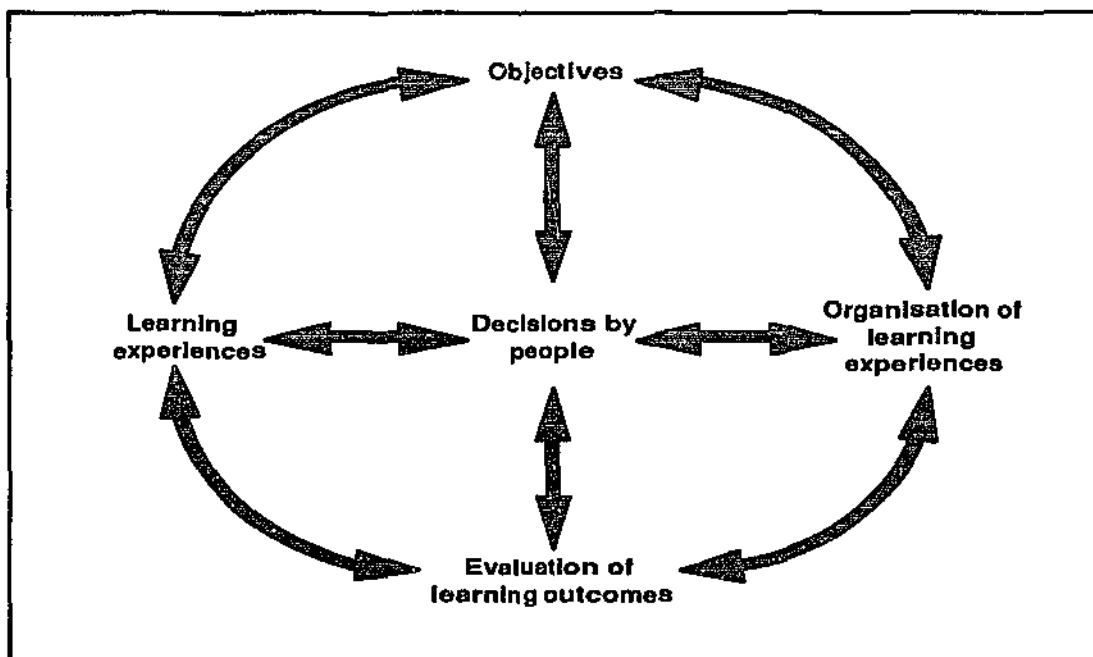 Objectives
Learning
experiences
Decisions by
people
Organisation of
learning
experiences
Evaluation of
learning outcomes